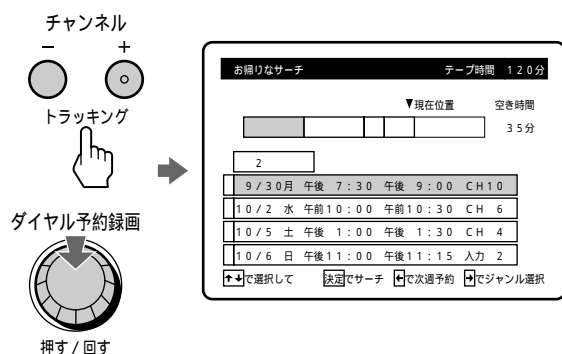 チャンネル
− +
トラッキング
ダイヤル予約録画
押す / 回す
お帰りなサーチ テープ時間 120分
▼現在位置 空き時間
35分
2
9/30月 午後 7:30 午後 9:00 CH10
10/2 水 午前10:00 午前10:30 CH 6
10/5 土 午後 1:00 午後 1:30 CH 4
10/6 日 午後11:00 午後11:15 入力 2
↑↓で選択して 決定でサーチ ←で次週予約 →でジャンル選択